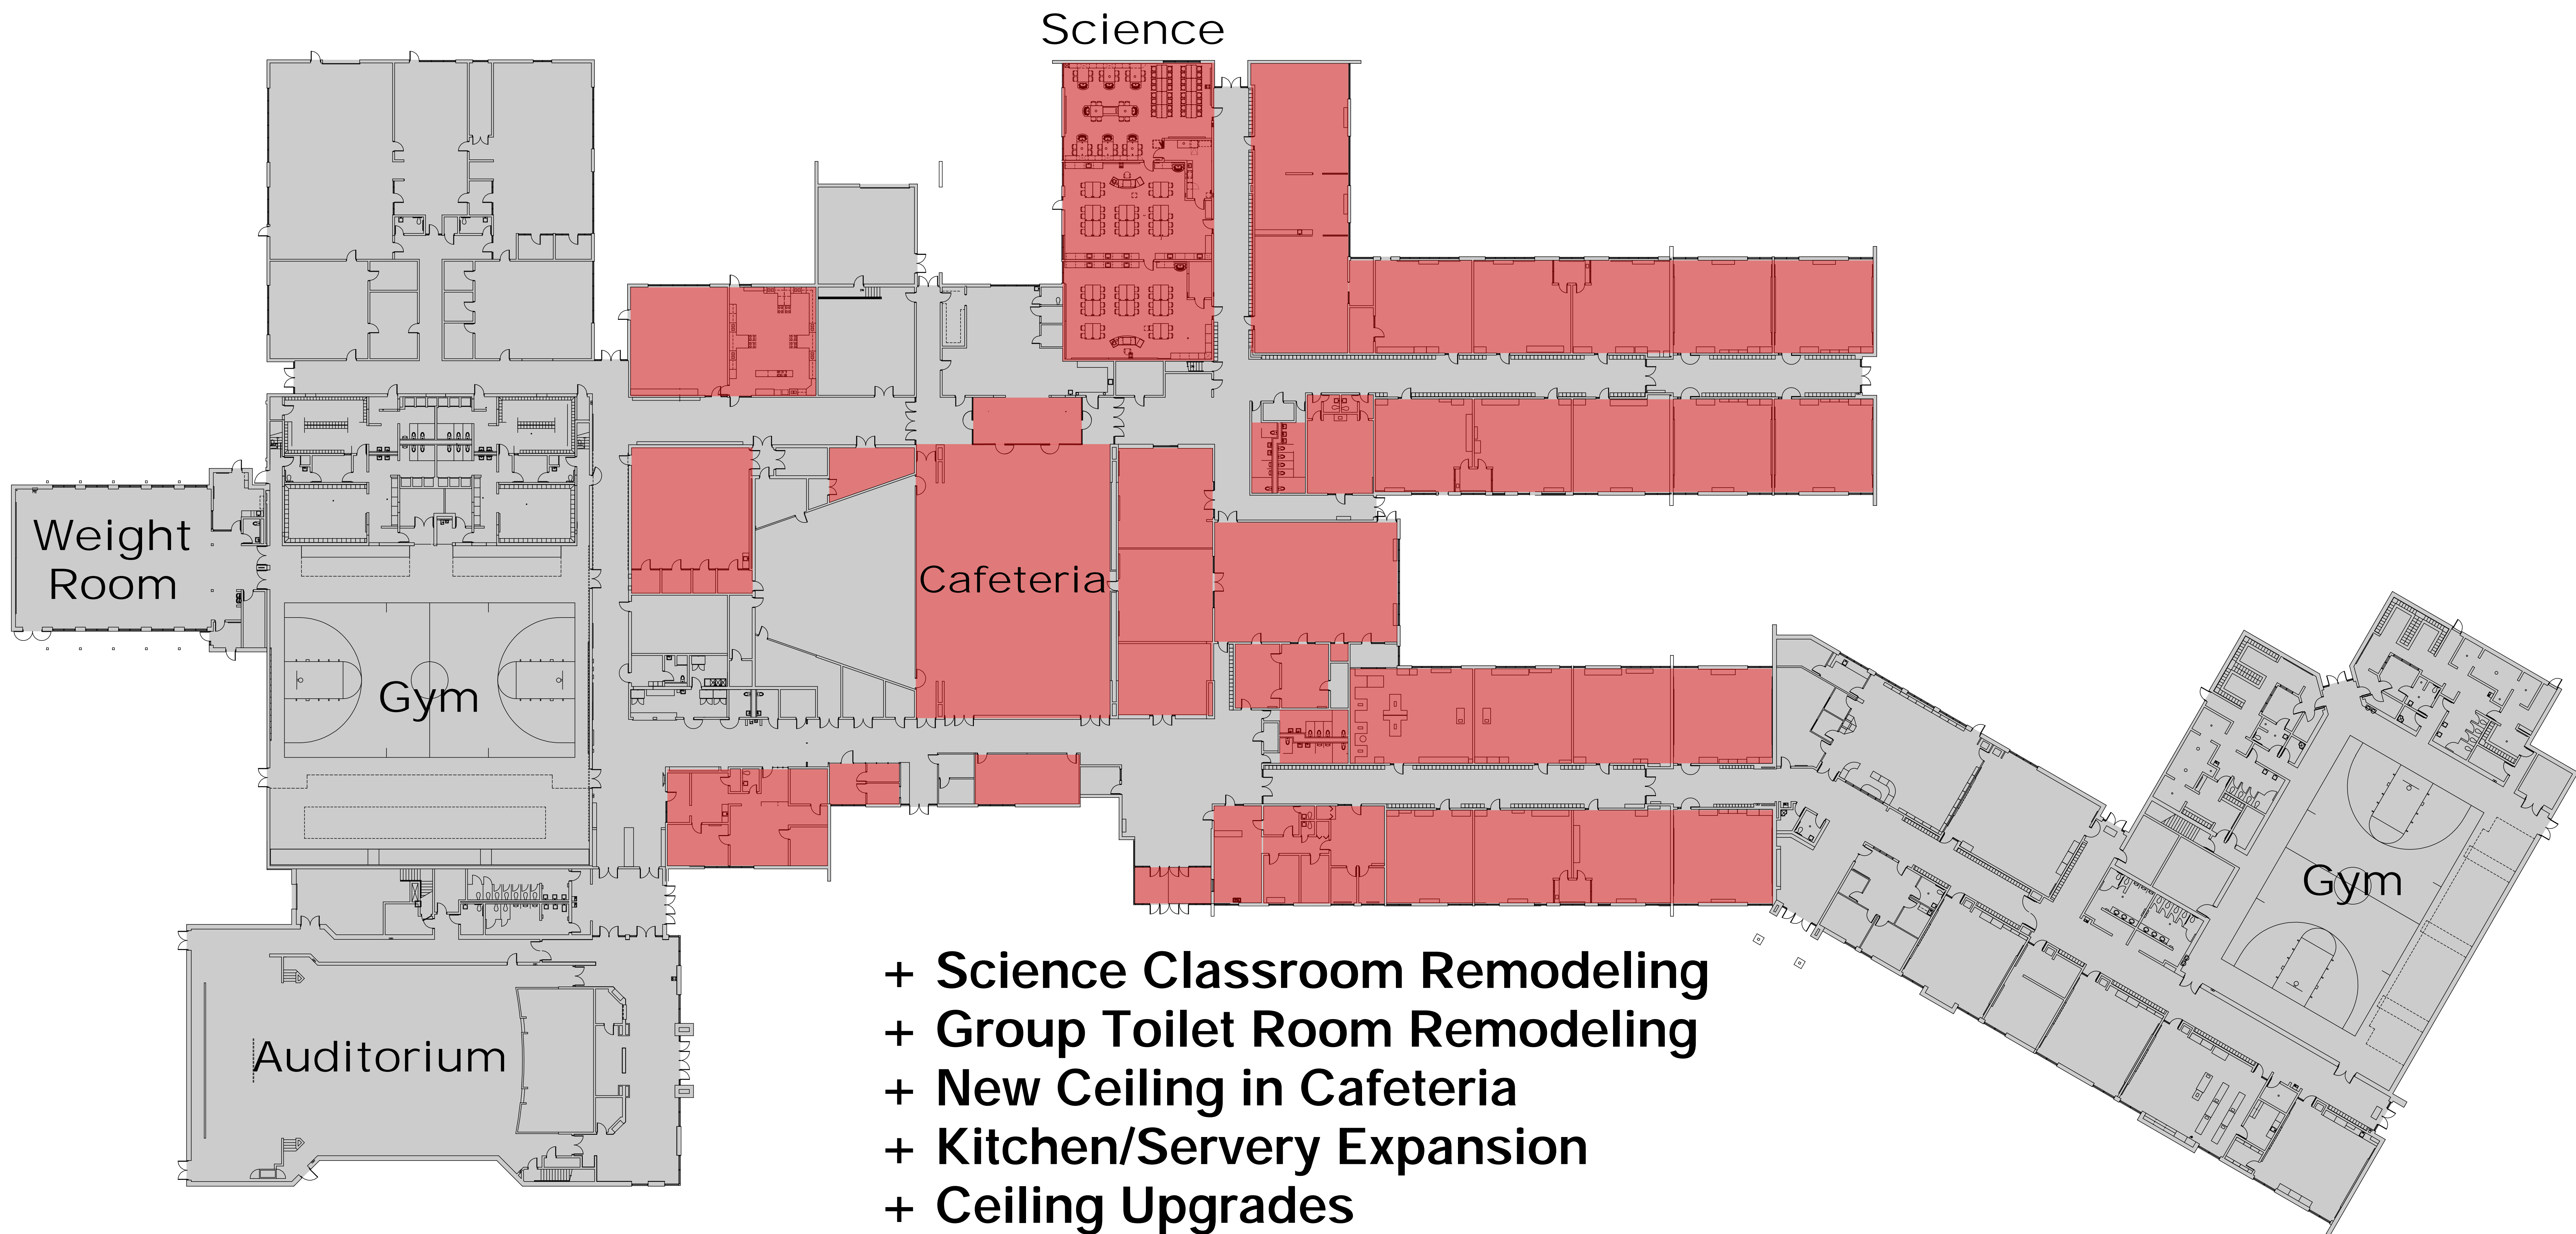 Science
Weight
Room
Cafeteria
Gym
Gym
Auditorium
+ Science Classroom Remodeling
+ Group Toilet Room Remodeling
+ New Ceiling in Cafeteria
+ Kitchen/Servery Expansion
+ Ceiling Upgrades